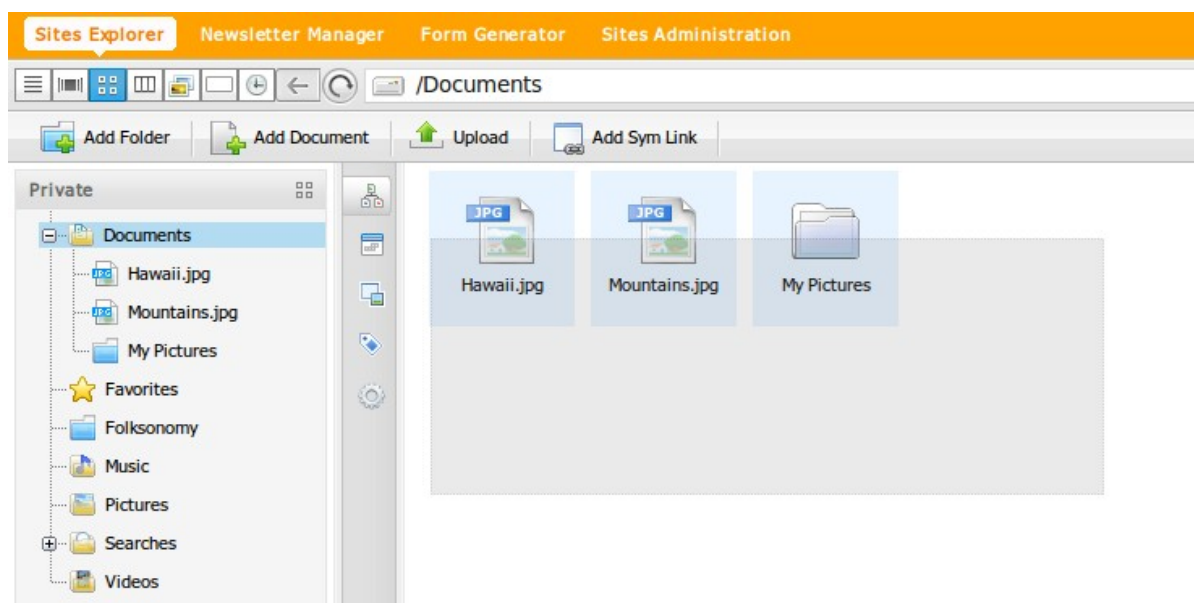 Sites Explorer Newsletter Manager Form Generator Sites Administration
/Documents
Add Folder Add Document Upload Add Sym Link
Private
Documents
Hawaii.jpg
Mountains.jpg
My Pictures
Favorites
Folksonomy
Music
Pictures
Searches
Videos
JPG JPG
Hawaii.jpg Mountains.jpg My Pictures